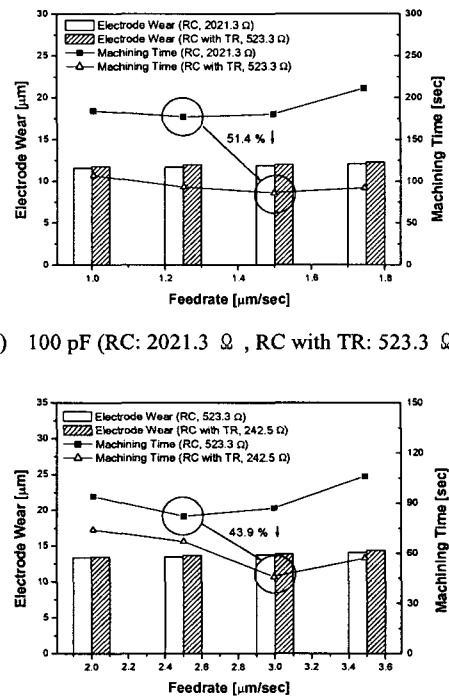 Electrode Wear (RC, 2021.3 Ω)
Electrode Wear (RC with TR, 523.3 Ω)
Machining Time (RC, 2021.3 Ω)
Machining Time (RC with TR, 523.3 Ω)
Electrode Wear [μm]
30
25
20
15
10
5
0
Machining Time [sec]
300
250
200
150
100
50
0
51.4 % ↓
1.0 1.2 1.4 1.6 1.8
Feedrate [μm/sec]
) 100 pF (RC: 2021.3 Ω , RC with TR: 523.3 Ω
Electrode Wear (RC, 523.3 Ω)
Electrode Wear (RC with TR, 242.5 Ω)
Machining Time (RC, 523.3 Ω)
Machining Time (RC with TR, 242.5 Ω)
Electrode Wear [μm]
35
30
25
20
15
10
5
0
Machining Time [sec]
150
120
90
60
30
0
43.9 % ↓
2.0 2.2 2.4 2.6 2.8 3.0 3.2 3.4 3.6
Feedrate [μm/sec]